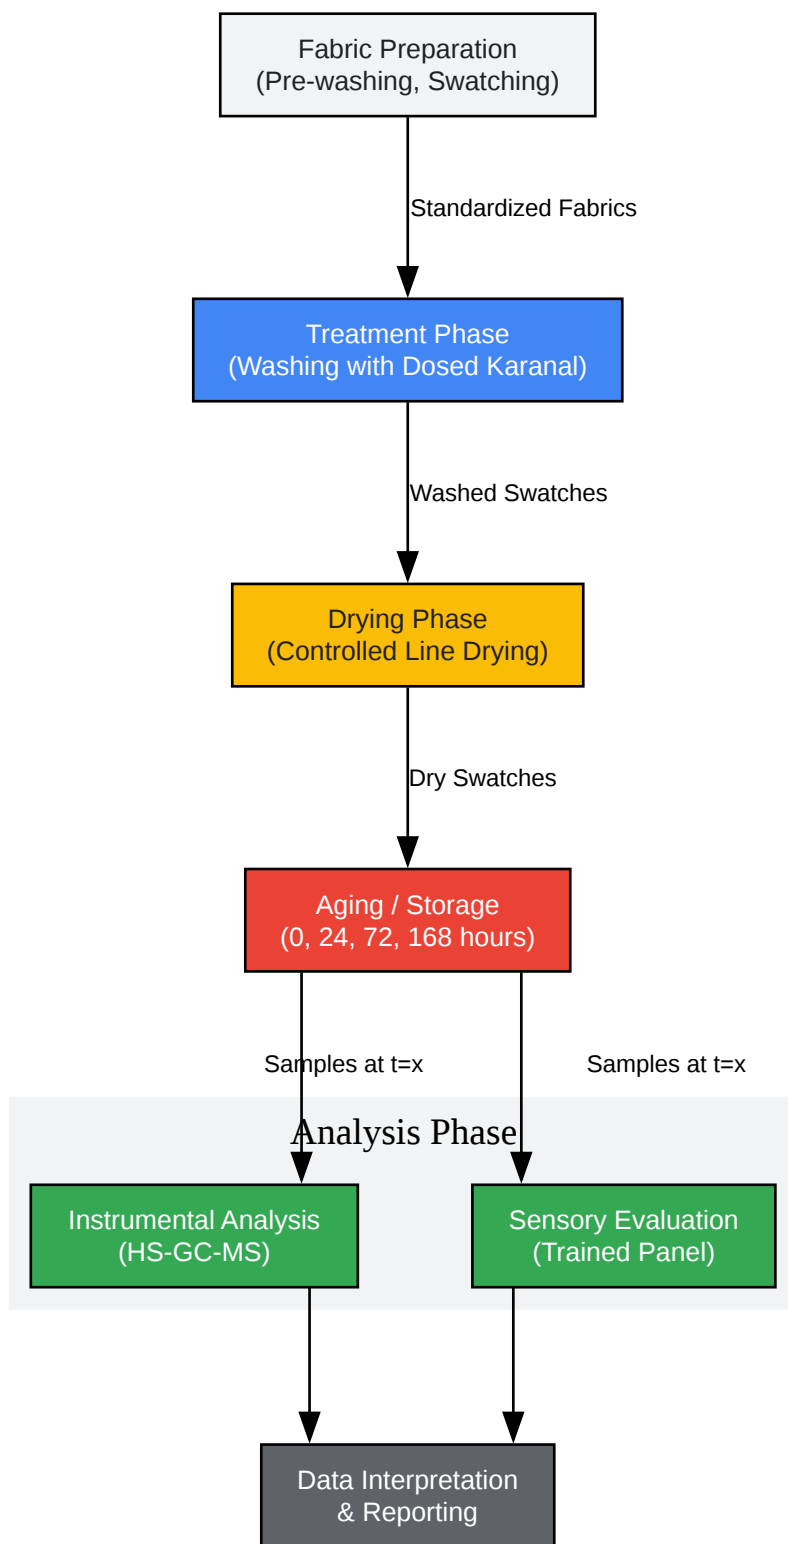 Fabric Preparation
(Pre-washing, Swatching)
Standardized Fabrics
Treatment Phase
(Washing with Dosed Karanal)
Washed Swatches
Drying Phase
(Controlled Line Drying)
Dry Swatches
Aging / Storage
(0, 24, 72, 168 hours)
Samples at t=x
Samples at t=x
Analysis Phase
Instrumental Analysis
(HS-GC-MS)
Sensory Evaluation
(Trained Panel)
Data Interpretation
& Reporting